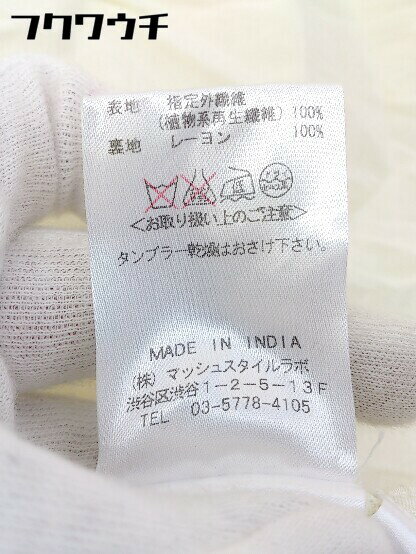 フクワウチ
表地 指定外繊維
(植物系再生繊維) 100%
裏地 レーヨン 100%
<お取り扱い上のご注意>
タンブラー乾燥はおさけ下さい。
MADE IN INDIA
(株) マッシュスタイルラボ
渋谷区渋谷1-2-5-13F
TEL 03-5778-4105